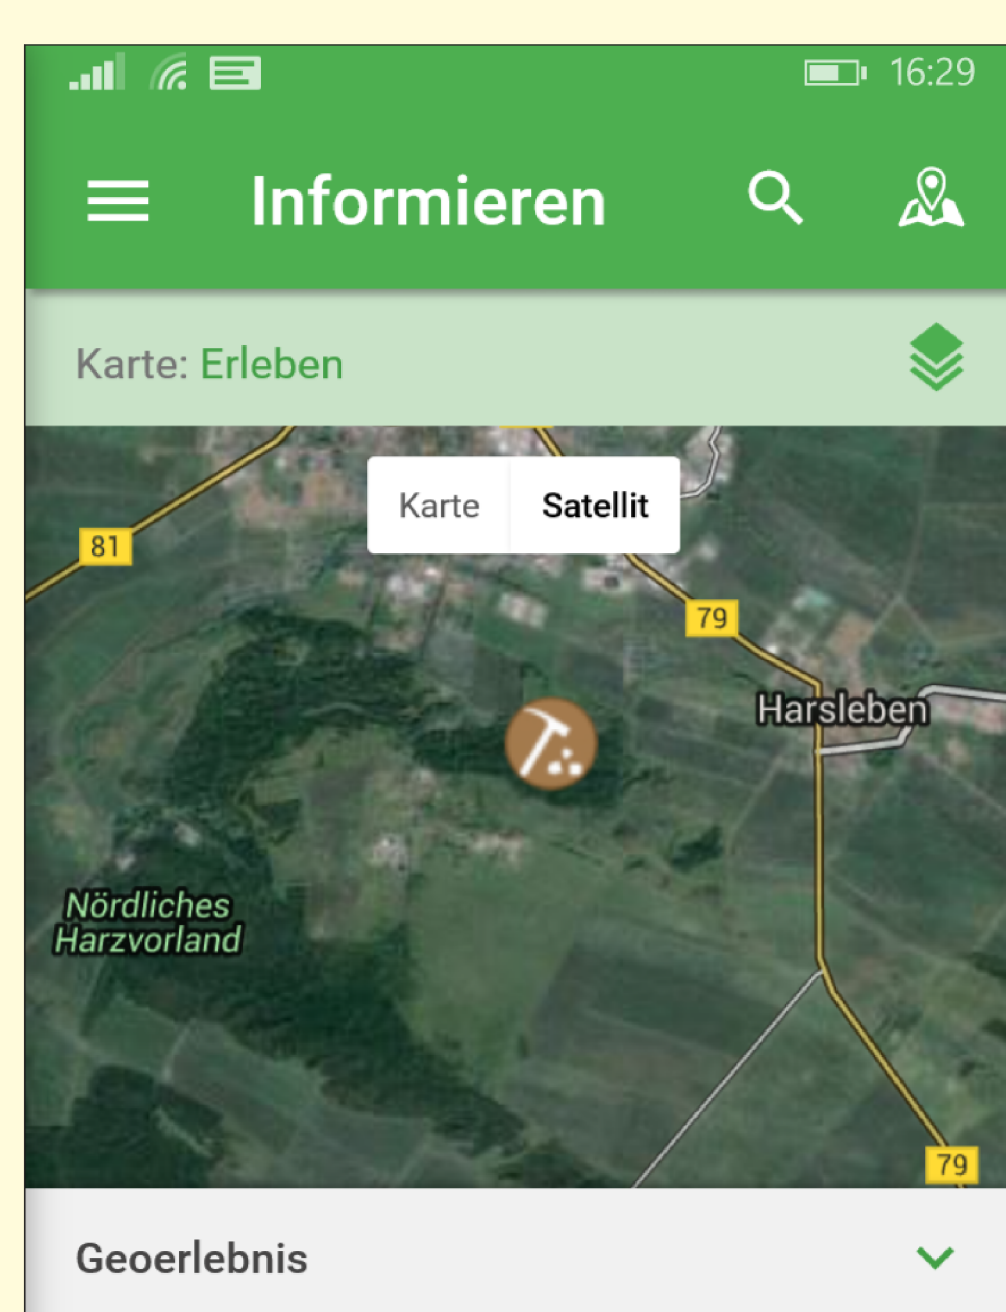 16:29
Informieren
Karte: Erleben
Karte Satellit
81
79
Harsleben
Nördliches
Harzvorland
79
Geoerlebnis